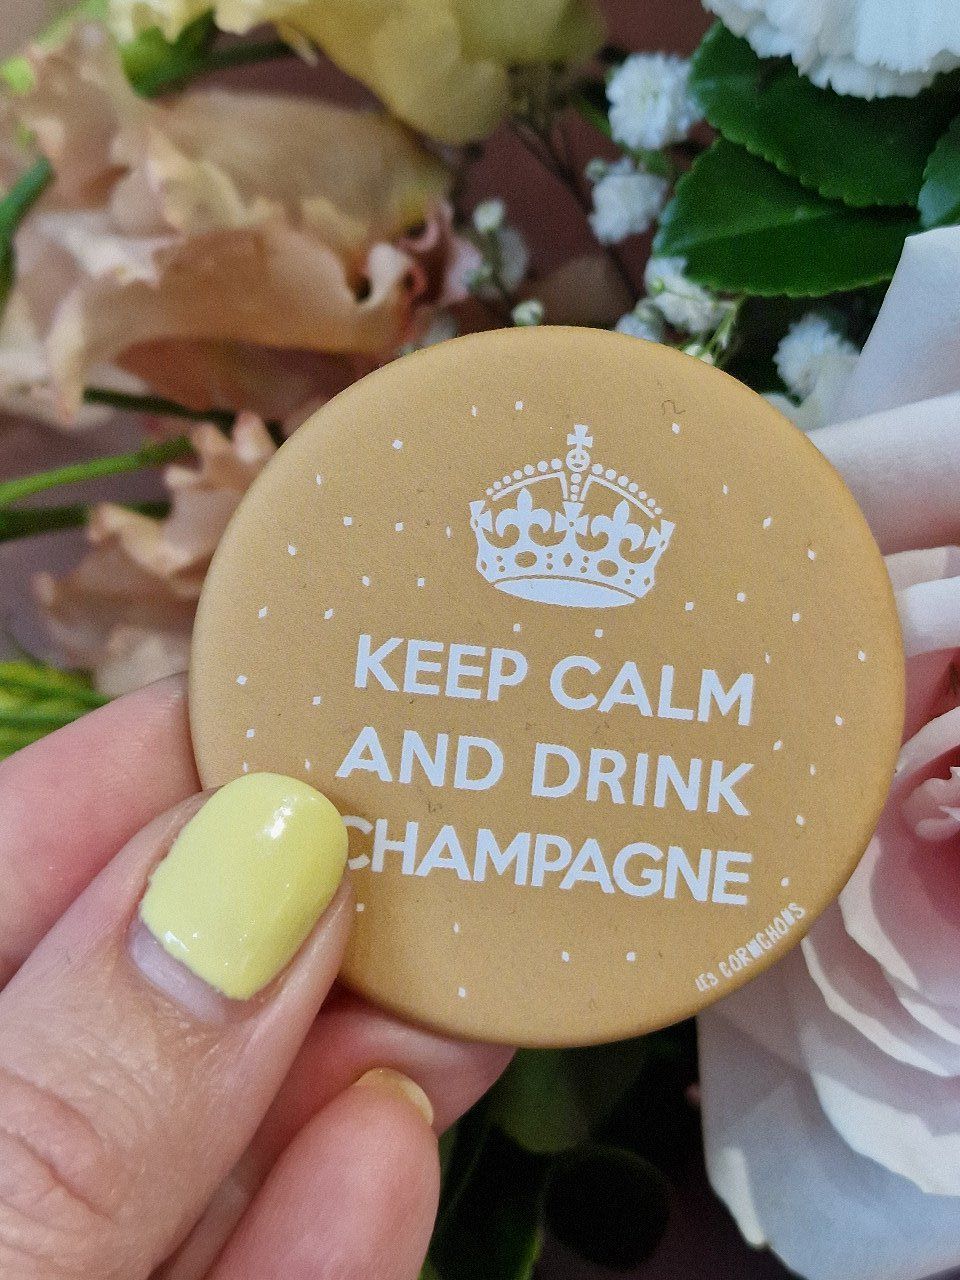 KEEP CALM
AND DRINK
CHAMPAGNE
LES CORNICHONS